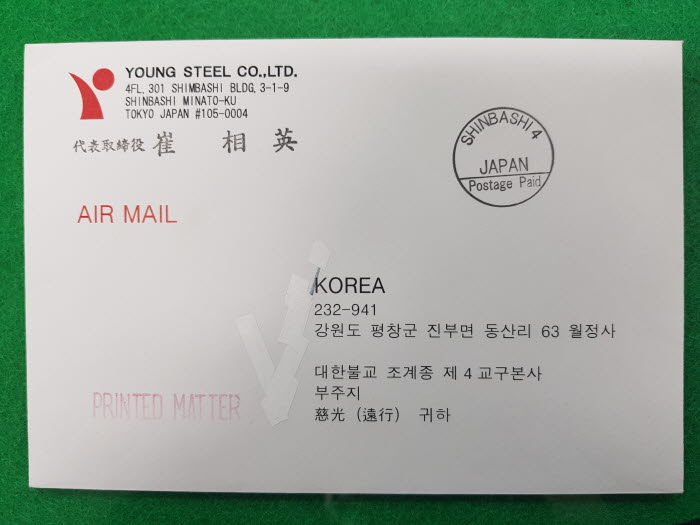 YOUNG STEEL CO.,LTD.
4FL, 301 SHIMBASHI BLDG, 3-1-9
SHINBASHI MINATO-KU
TOKYO JAPAN #105-0004
代表取締役 崔 相 英
SHINBASHI 4
JAPAN
Postage Paid
AIR MAIL
KOREA
232-941
강원도 평창군 진부면 동산리 63 월정사
대한불교 조계종 제 4 교구본사
부주지
慈光 (遠行) 귀하
PRINTED MATTER